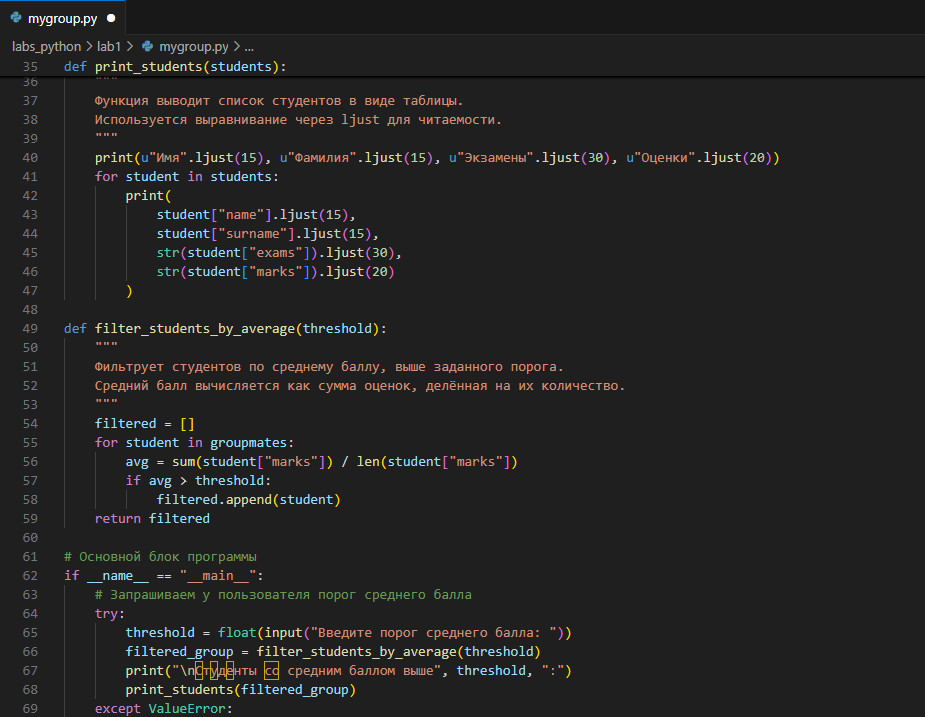 mygroup.py
labs_python > lab1 > mygroup.py > ...
35 def print_students(students):
36 """
37 Функция выводит список студентов в виде таблицы.
38 Используется выравнивание через ljust для читаемости.
39 """
40 print(u"Имя".ljust(15), u"Фамилия".ljust(15), u"Экзамены".ljust(30), u"Оценки".ljust(20))
41 for student in students:
42 print(
43 student["name"].ljust(15),
44 student["surname"].ljust(15),
45 str(student["exams"]).ljust(30),
46 str(student["marks"]).ljust(20)
47 )
48
49 def filter_students_by_average(threshold):
50 """
51 Фильтрует студентов по среднему баллу, выше заданного порога.
52 Средний балл вычисляется как сумма оценок, делённая на их количество.
53 """
54 filtered = []
55 for student in groupmates:
56 avg = sum(student["marks"]) / len(student["marks"])
57 if avg > threshold:
58 filtered.append(student)
59 return filtered
60
61 # Основной блок программы
62 if __name__ == "__main__":
63 # Запрашиваем у пользователя порог среднего балла
64 try:
65 threshold = float(input("Введите порог среднего балла: "))
66 filtered_group = filter_students_by_average(threshold)
67 print("\nСтуденты со средним баллом выше", threshold, ":")
68 print_students(filtered_group)
69 except ValueError: